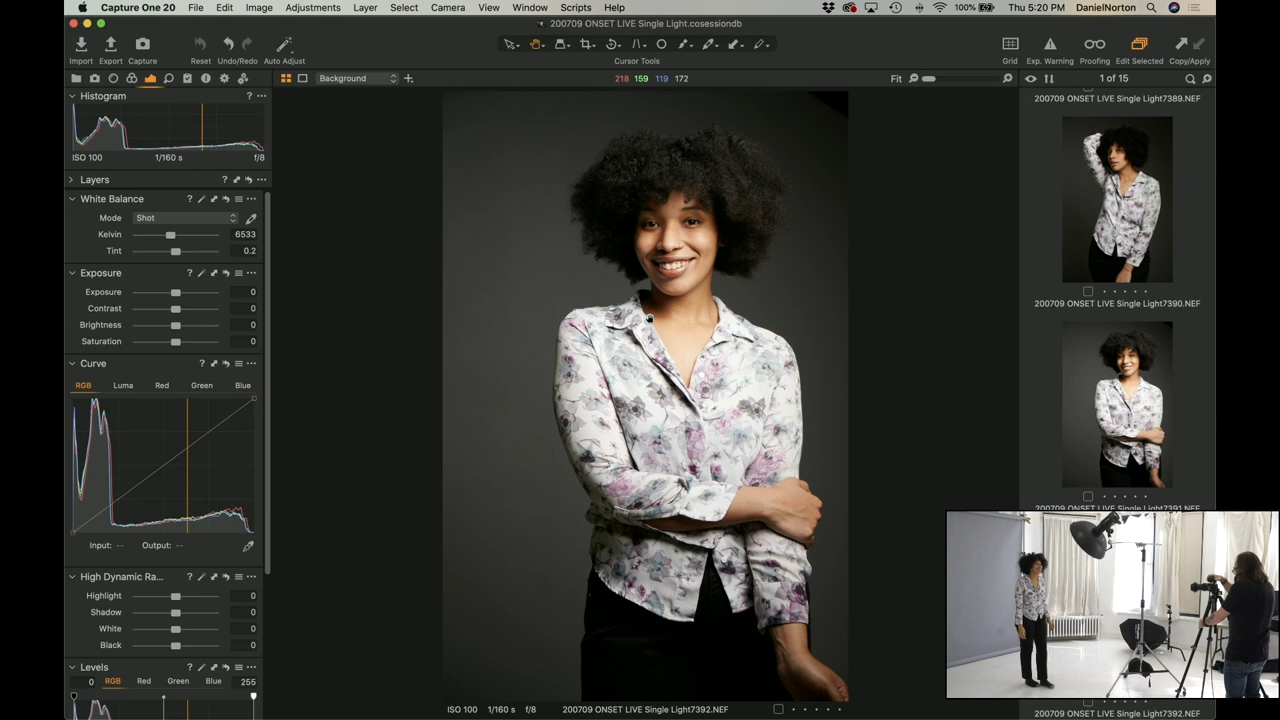 Capture One 20 File Edit Image Adjustments Layer Select Camera View Window Scripts Help 100% Thu 5:20 PM DanielNorton
200709 ONSET LIVE Single Light.cosessiondb
Import Export Capture Reset Undo/Redo Auto Adjust Cursor Tools Grid Exp. Warning Proofing Edit Selected Copy/Apply
Background 218 159 119 172 Fit 1 of 15
Histogram
ISO 100 1/160 s f/8
Layers
White Balance
Mode Shot
Kelvin 6533
Tint 0.2
Exposure
Exposure 0
Contrast 0
Brightness 0
Saturation 0
Curve
RGB Luma Red Green Blue
Input: -- Output: --
High Dynamic Ra...
Highlight 0
Shadow 0
White 0
Black 0
Levels
0 RGB Red Green Blue 255
ISO 100 1/160 s f/8 200709 ONSET LIVE Single Light7392.NEF
200709 ONSET LIVE Single Light7389.NEF
200709 ONSET LIVE Single Light7390.NEF
200709 ONSET LIVE Single Light7391.NEF